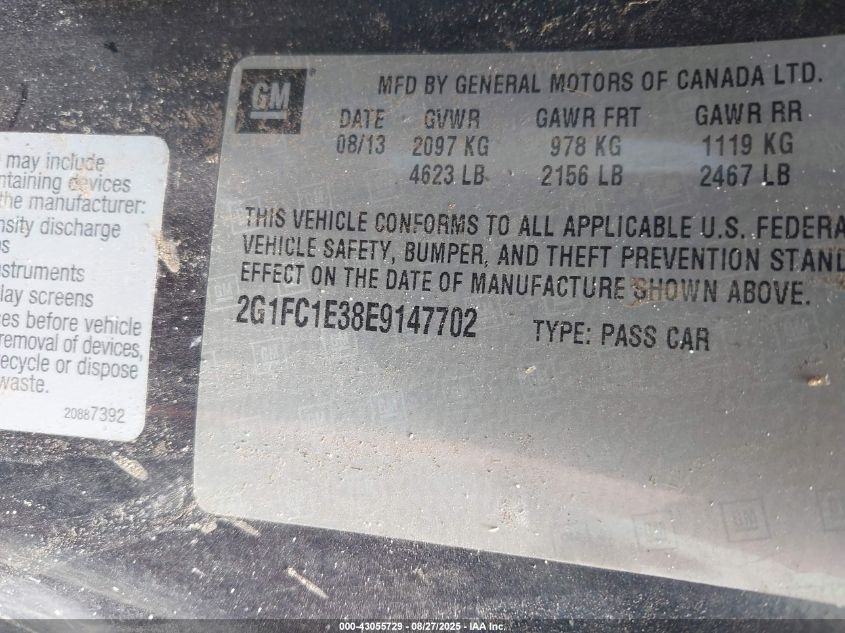 GM
MFD BY GENERAL MOTORS OF CANADA LTD.
DATE GVWR GAWR FRT GAWR RR
08/13 2097 KG 978 KG 1119 KG
4623 LB 2156 LB 2467 LB
THIS VEHICLE CONFORMS TO ALL APPLICABLE U.S. FEDERA
VEHICLE SAFETY, BUMPER, AND THEFT PREVENTION STAND
EFFECT ON THE DATE OF MANUFACTURE SHOWN ABOVE.
2G1FC1E38E9147702 TYPE: PASS CAR
may include
ntaining devices
the manufacturer:
nsity discharge
ns
nstruments
lay screens
ces before vehicle
removal of devices,
recycle or dispose
waste.
20887392
000-43055729 - 08/27/2025 - IAA Inc.